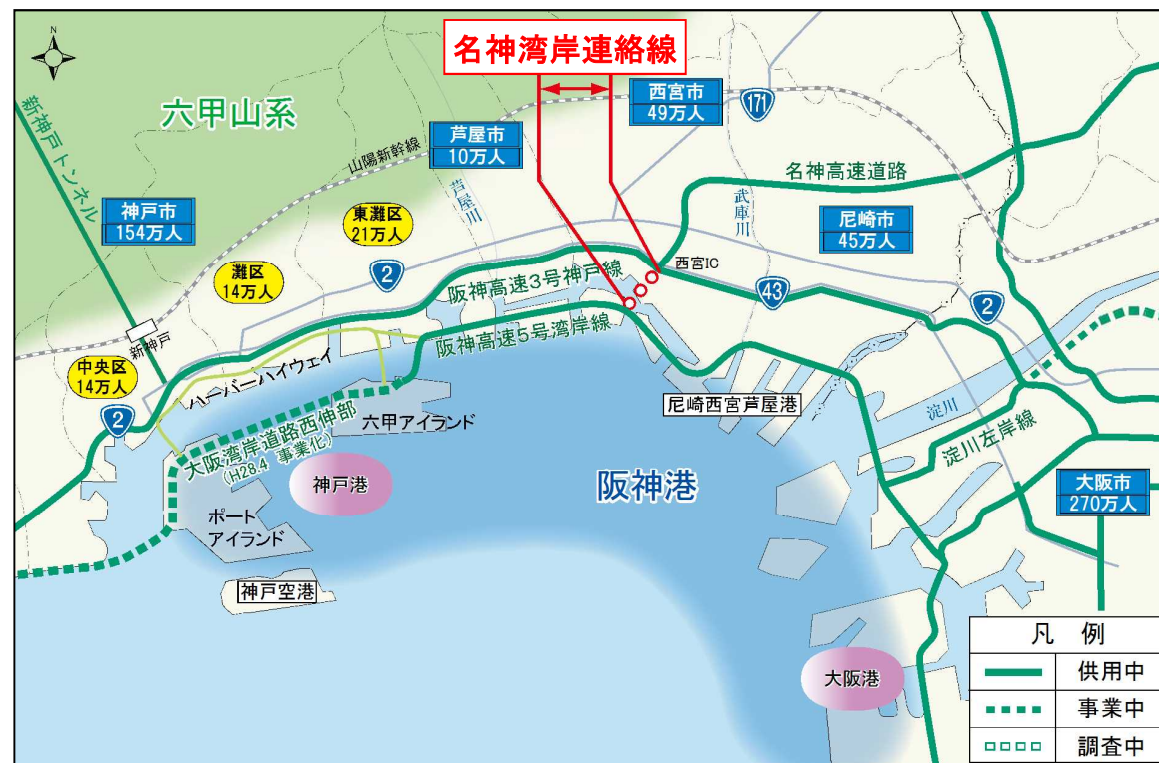 N
名神湾岸連絡線
六甲山系
新神戸トンネル
山陽新幹線
芦屋市
10万人
西宮市
49万人
171
名神高速道路
芦屋川
武庫川
神戸市
154万人
東灘区
21万人
尼崎市
45万人
灘区
14万人
2
阪神高速3号神戸線
西宮IC
43
2
阪神高速5号湾岸線
新神戸
中央区
14万人
2
ハーバーハイウェイ
大阪湾岸道路西伸部
(H28.4 事業化)
六甲アイランド
尼崎西宮芦屋港
淀川
淀川左岸線
神戸港
阪神港
大阪市
270万人
ポート
アイランド
神戸空港
大阪港
凡 例
供用中
事業中
調査中